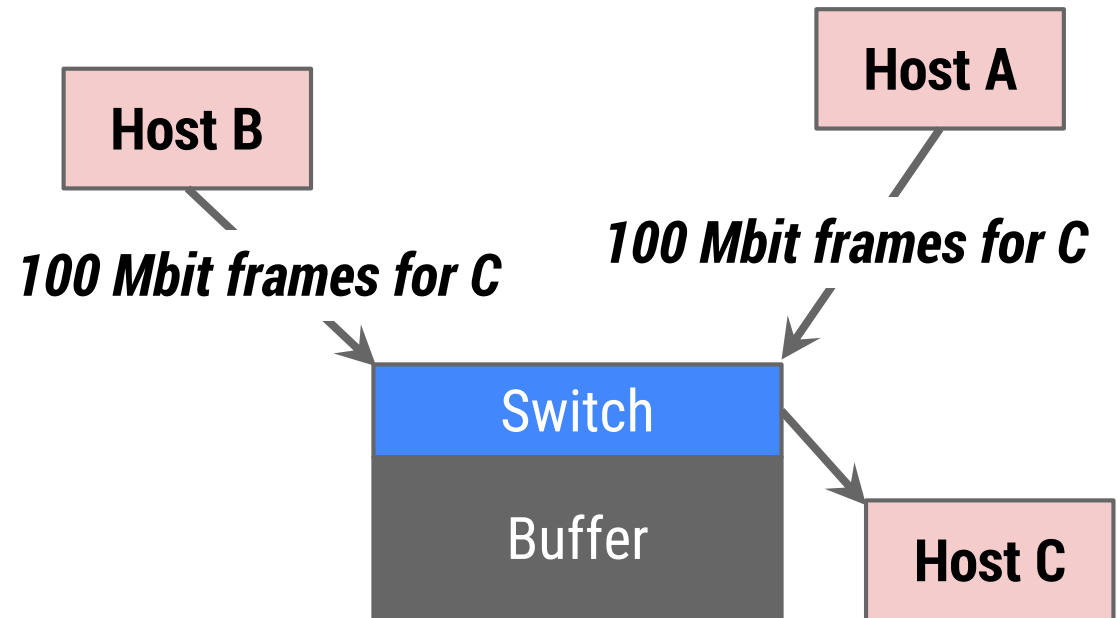 Host A
Host B
100 Mbit frames for C
100 Mbit frames for C
Switch
Buffer
Host C